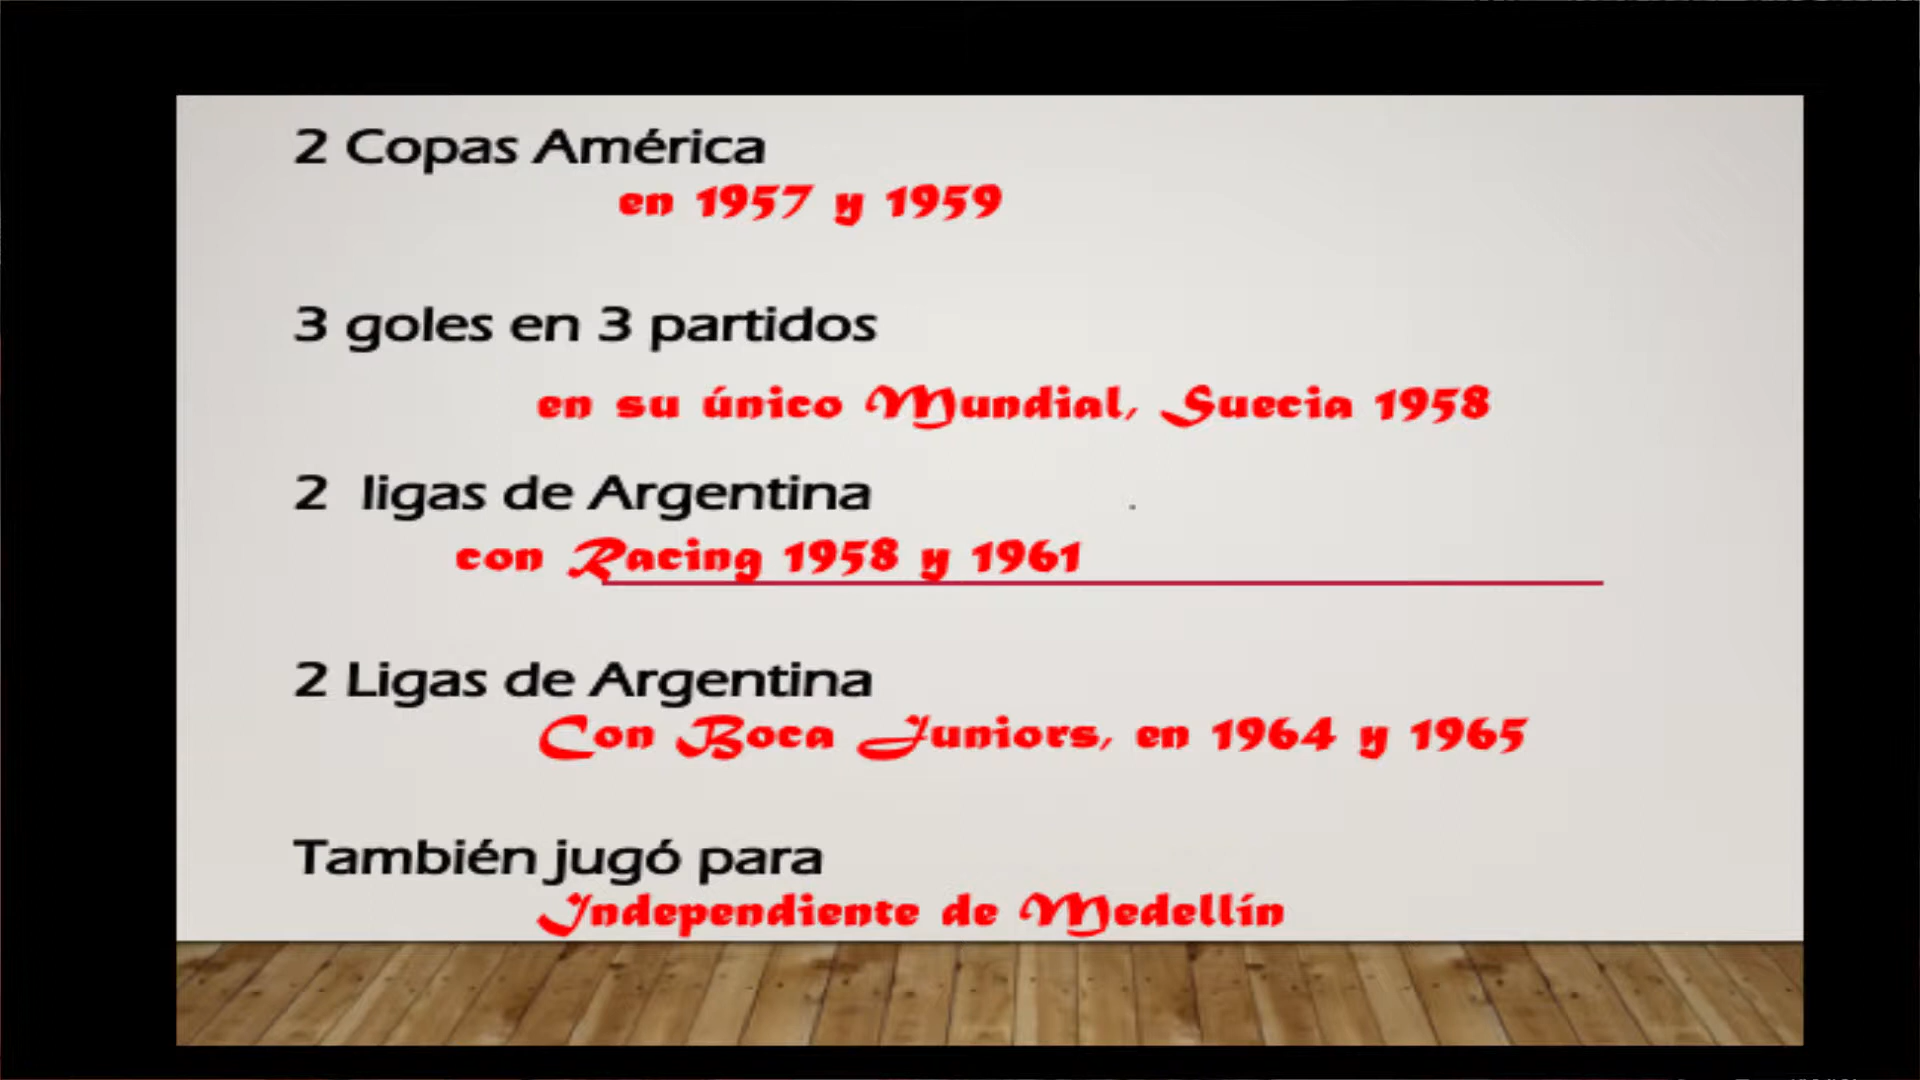 2 Copas América
en 1957 y 1959
3 goles en 3 partidos
en su único Mundial, Suecia 1958
2 ligas de Argentina
con Racing 1958 y 1961
2 Ligas de Argentina
Con Boca Juniors, en 1964 y 1965
También jugó para
Independiente de Medellín